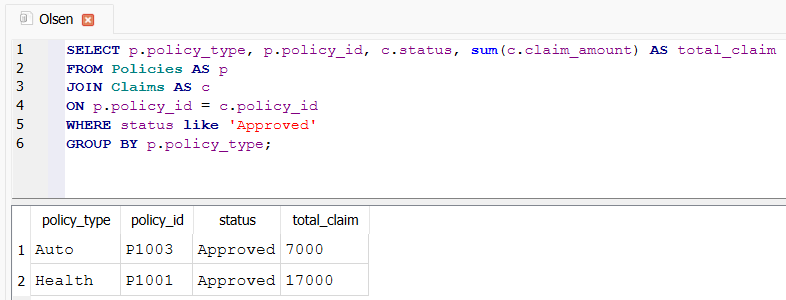 Olsen
1 SELECT p.policy_type, p.policy_id, c.status, sum(c.claim_amount) AS total_claim
2 FROM Policies AS p
3 JOIN Claims AS c
4 ON p.policy_id = c.policy_id
5 WHERE status like 'Approved'
6 GROUP BY p.policy_type;
policy_type policy_id status total_claim
1 Auto P1003 Approved 7000
2 Health P1001 Approved 17000